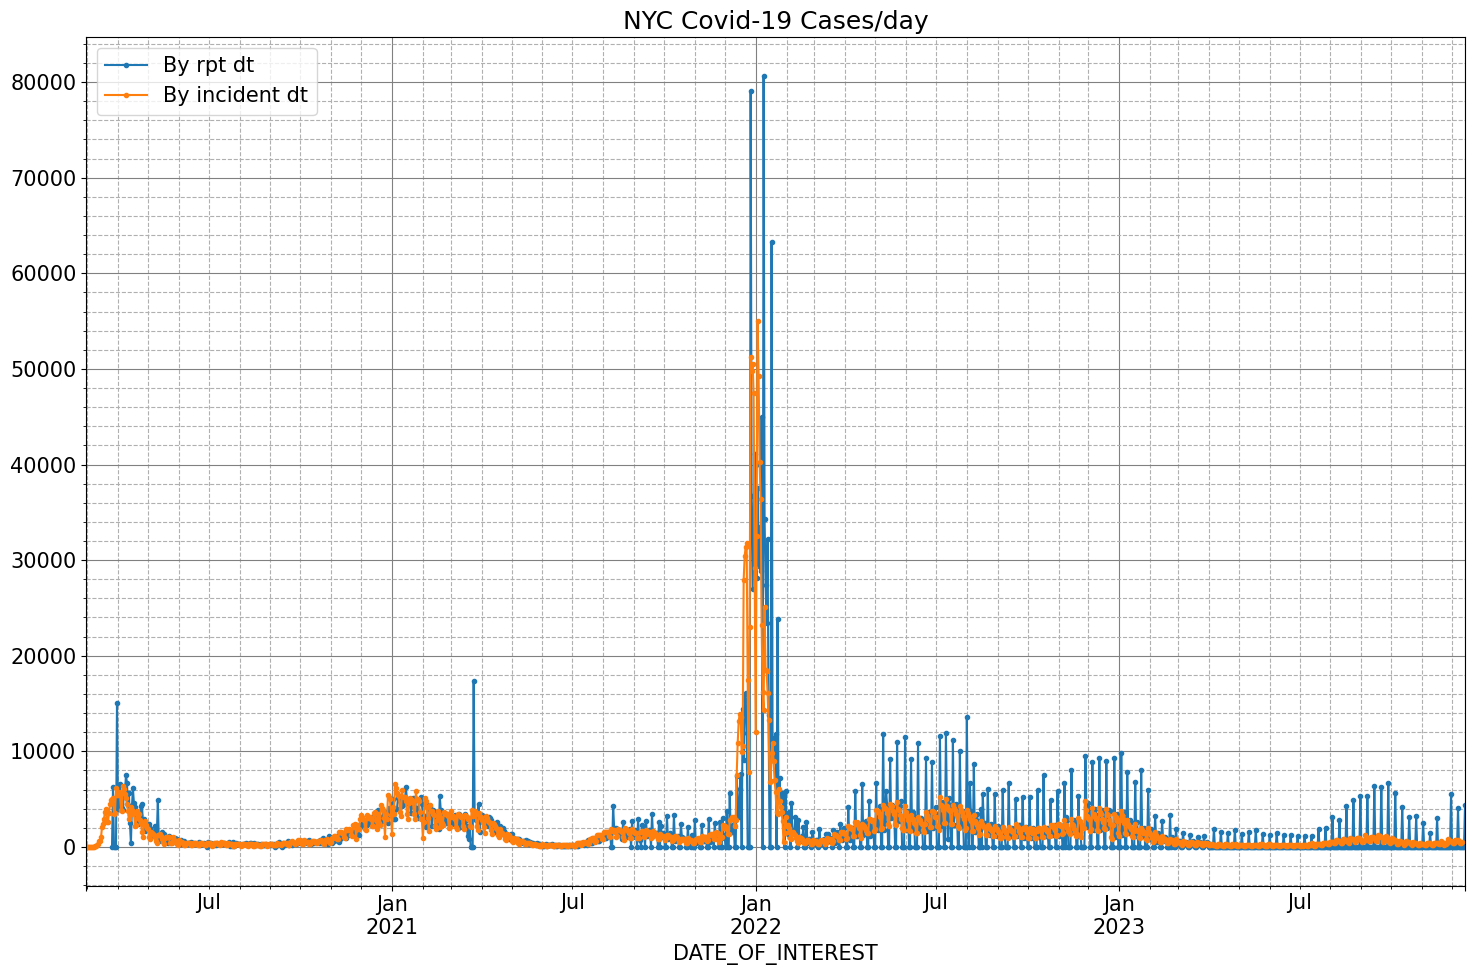 NYC Covid-19 Cases/day
By rpt dt
By incident dt
80000
70000
60000
50000
40000
30000
20000
10000
0
Jul Jan Jul Jan Jul Jan Jul
2021 2022 2023
DATE_OF_INTEREST